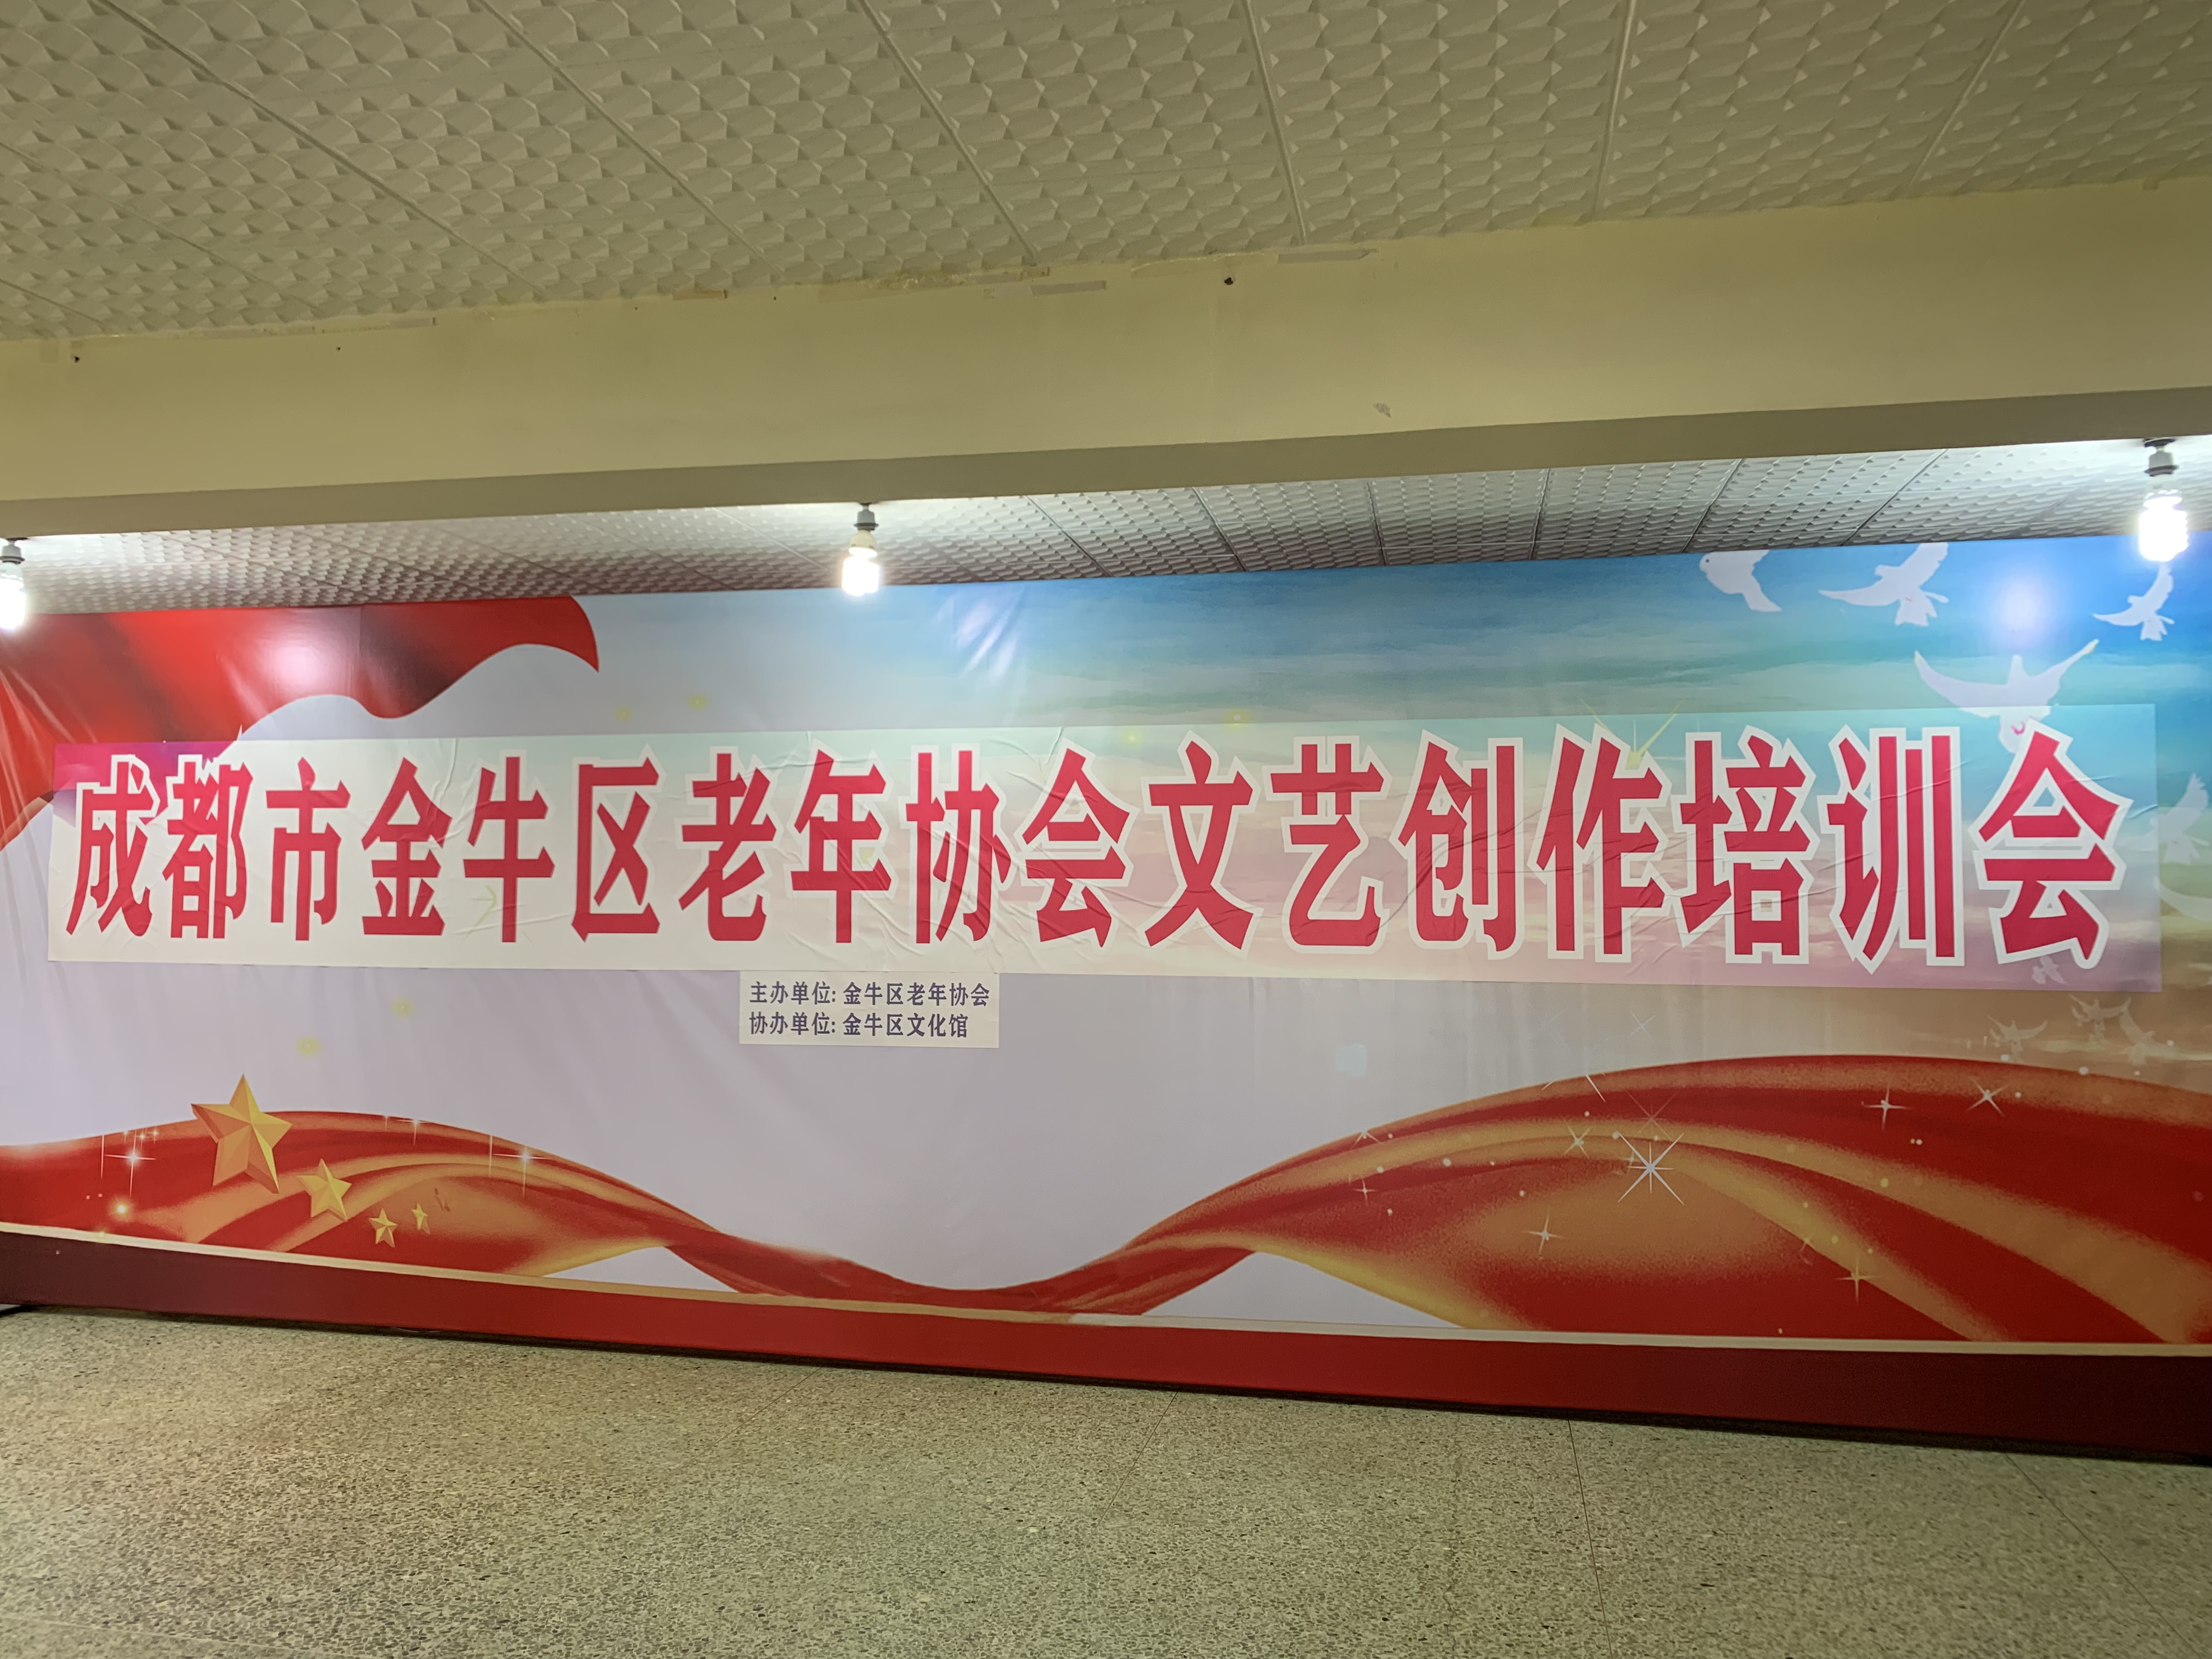 成都市金牛区老年协会文艺创作培训会
主办单位: 金牛区老年协会
协办单位: 金牛区文化馆